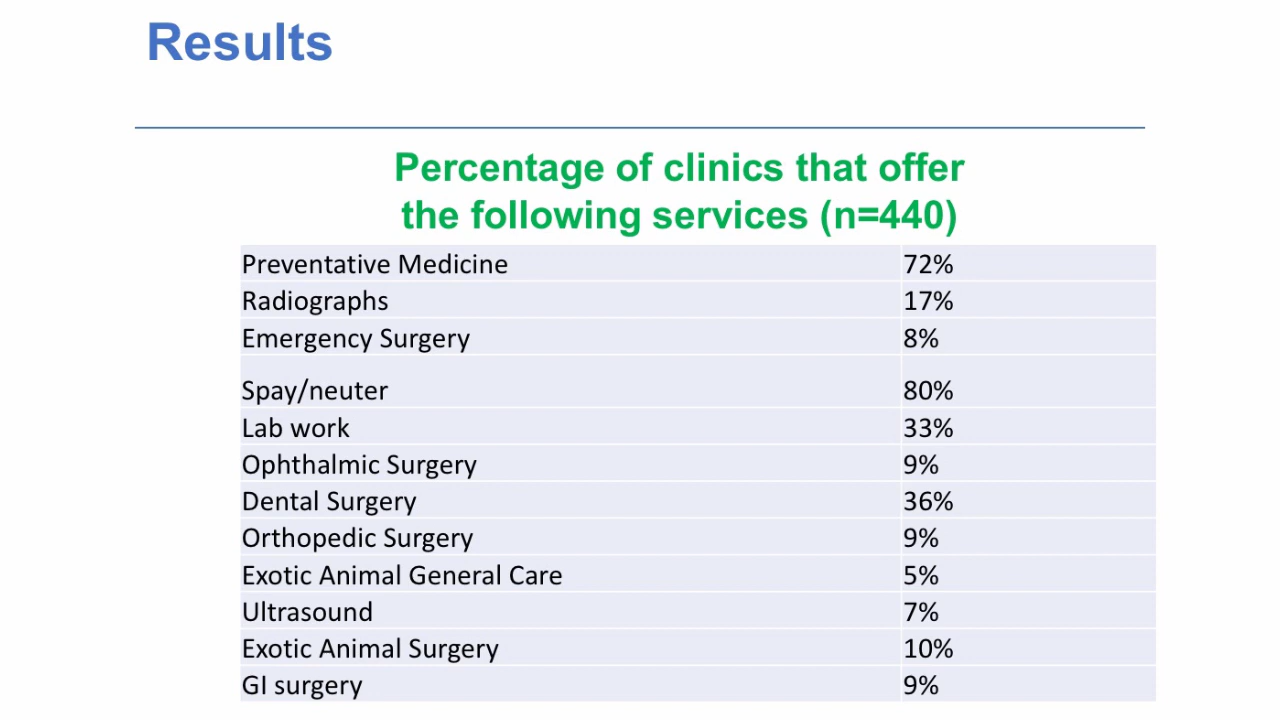 Results
Percentage of clinics that offer
the following services (n=440)
Preventative Medicine 72%
Radiographs 17%
Emergency Surgery 8%
Spay/neuter 80%
Lab work 33%
Ophthalmic Surgery 9%
Dental Surgery 36%
Orthopedic Surgery 9%
Exotic Animal General Care 5%
Ultrasound 7%
Exotic Animal Surgery 10%
GI surgery 9%